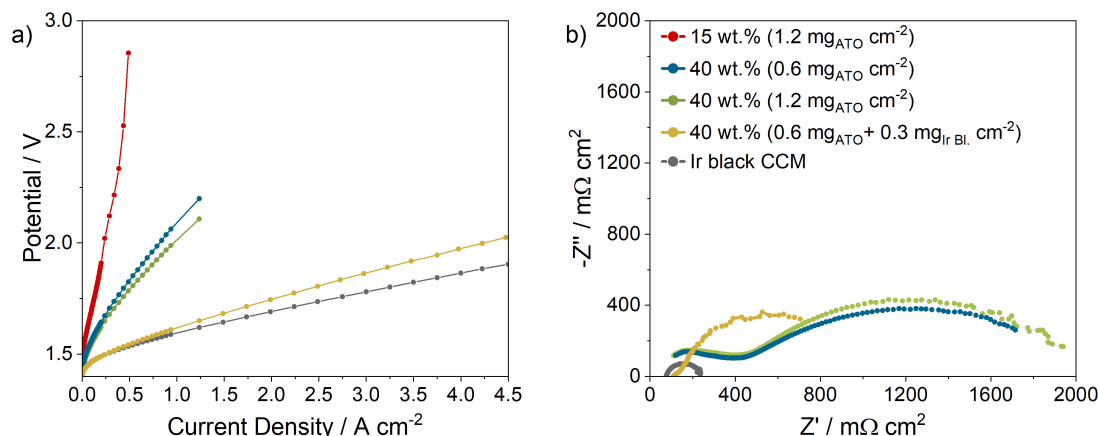 a)
3.0
2.5
2.0
1.5
Potential / V
0.0 0.5 1.0 1.5 2.0 2.5 3.0 3.5 4.0 4.5
Current Density / A cm-2
b)
2000
1600
1200
800
400
0
-Z'' / mΩ cm2
15 wt.% (1.2 mgATO cm-2)
40 wt.% (0.6 mgATO cm-2)
40 wt.% (1.2 mgATO cm-2)
40 wt.% (0.6 mgATO+ 0.3 mgIr Bl. cm-2)
Ir black CCM
0 400 800 1200 1600 2000
Z' / mΩ cm2